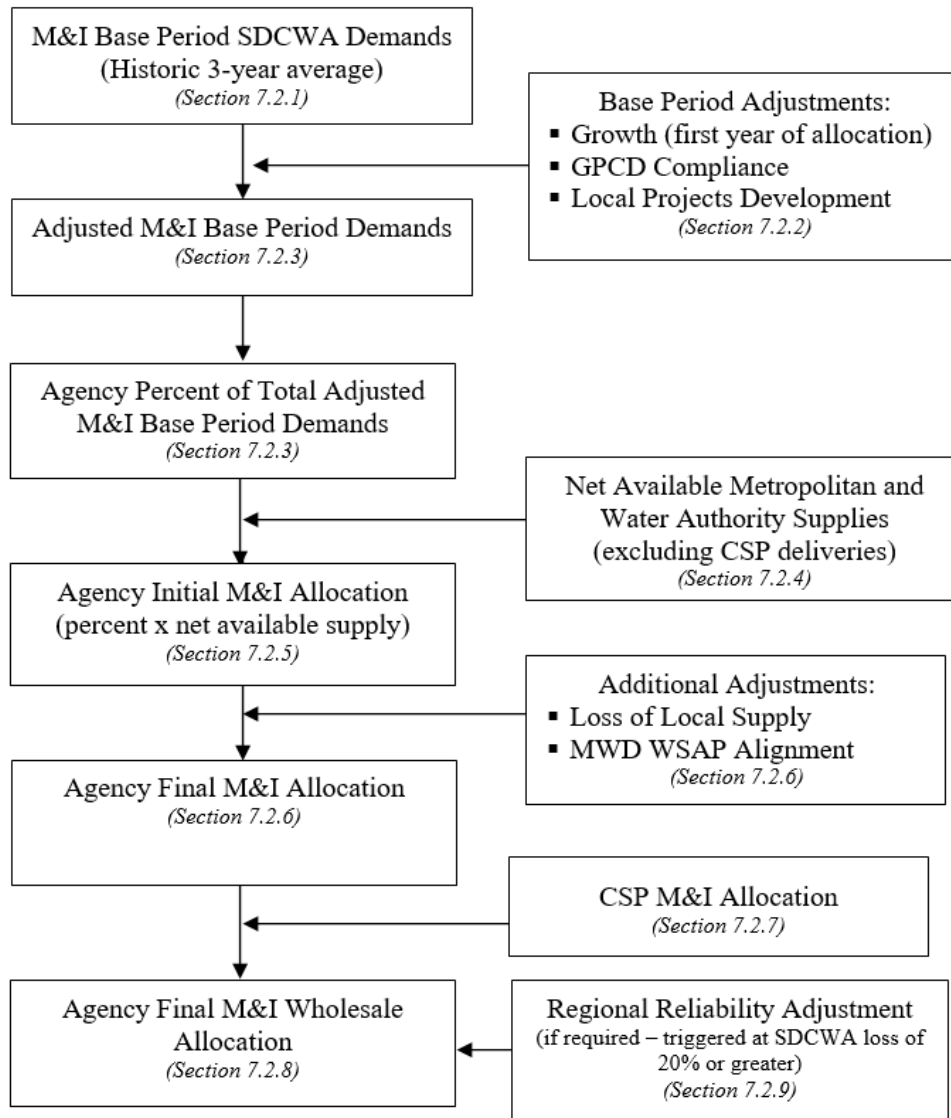 M&I Base Period SDCWA Demands
(Historic 3-year average)
(Section 7.2.1)
Base Period Adjustments:
▪ Growth (first year of allocation)
▪ GPCD Compliance
▪ Local Projects Development
(Section 7.2.2)
Adjusted M&I Base Period Demands
(Section 7.2.3)
Agency Percent of Total Adjusted
M&I Base Period Demands
(Section 7.2.3)
Net Available Metropolitan and
Water Authority Supplies
(excluding CSP deliveries)
(Section 7.2.4)
Agency Initial M&I Allocation
(percent x net available supply)
(Section 7.2.5)
Additional Adjustments:
▪ Loss of Local Supply
▪ MWD WSAP Alignment
(Section 7.2.6)
Agency Final M&I Allocation
(Section 7.2.6)
CSP M&I Allocation
(Section 7.2.7)
Agency Final M&I Wholesale
Allocation
(Section 7.2.8)
Regional Reliability Adjustment
(if required – triggered at SDCWA loss of
20% or greater)
(Section 7.2.9)